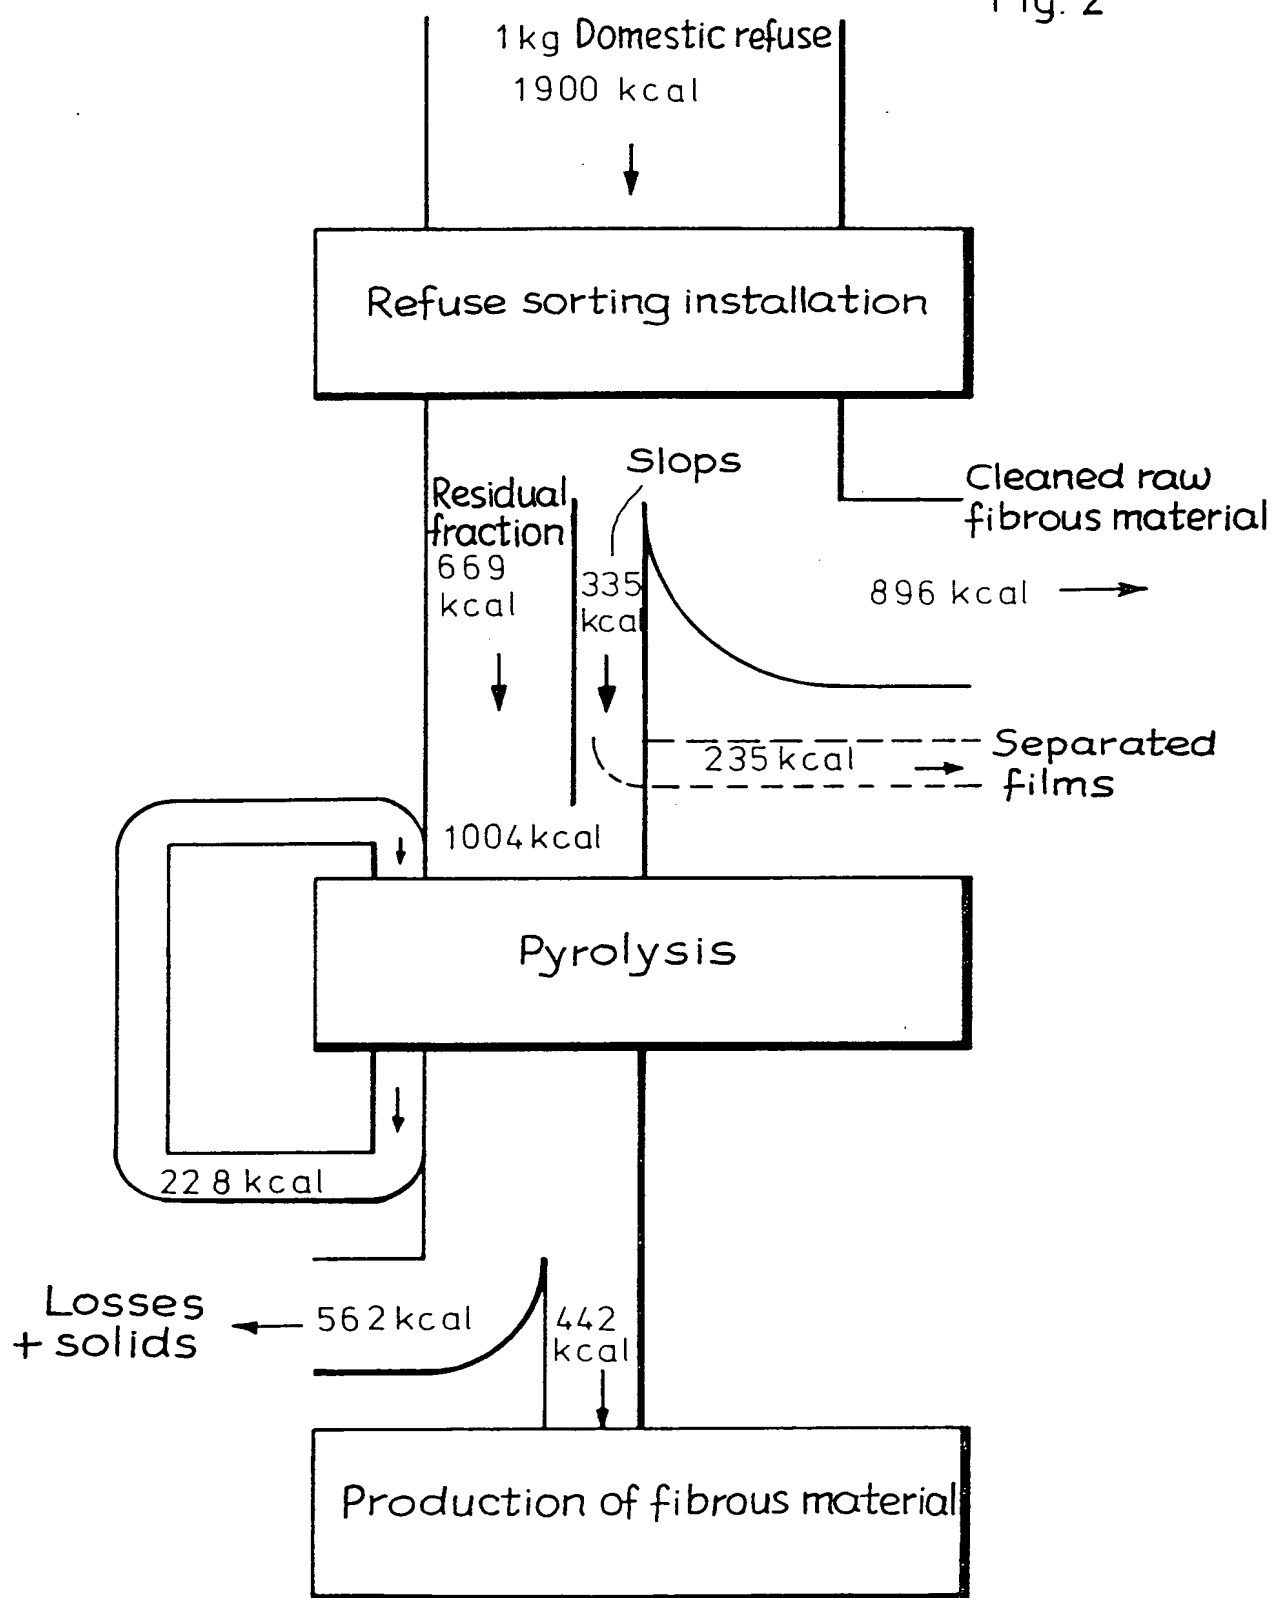 Fig. 2
1kg Domestic refuse
1900 kcal
Refuse sorting installation
Slops
Residual
fraction
669
kcal
335
kcal
Cleaned raw
fibrous material
896 kcal
235 kcal
Separated
films
1004 kcal
Pyrolysis
228 kcal
Losses
+ solids
562 kcal
442
kcal
Production of fibrous material